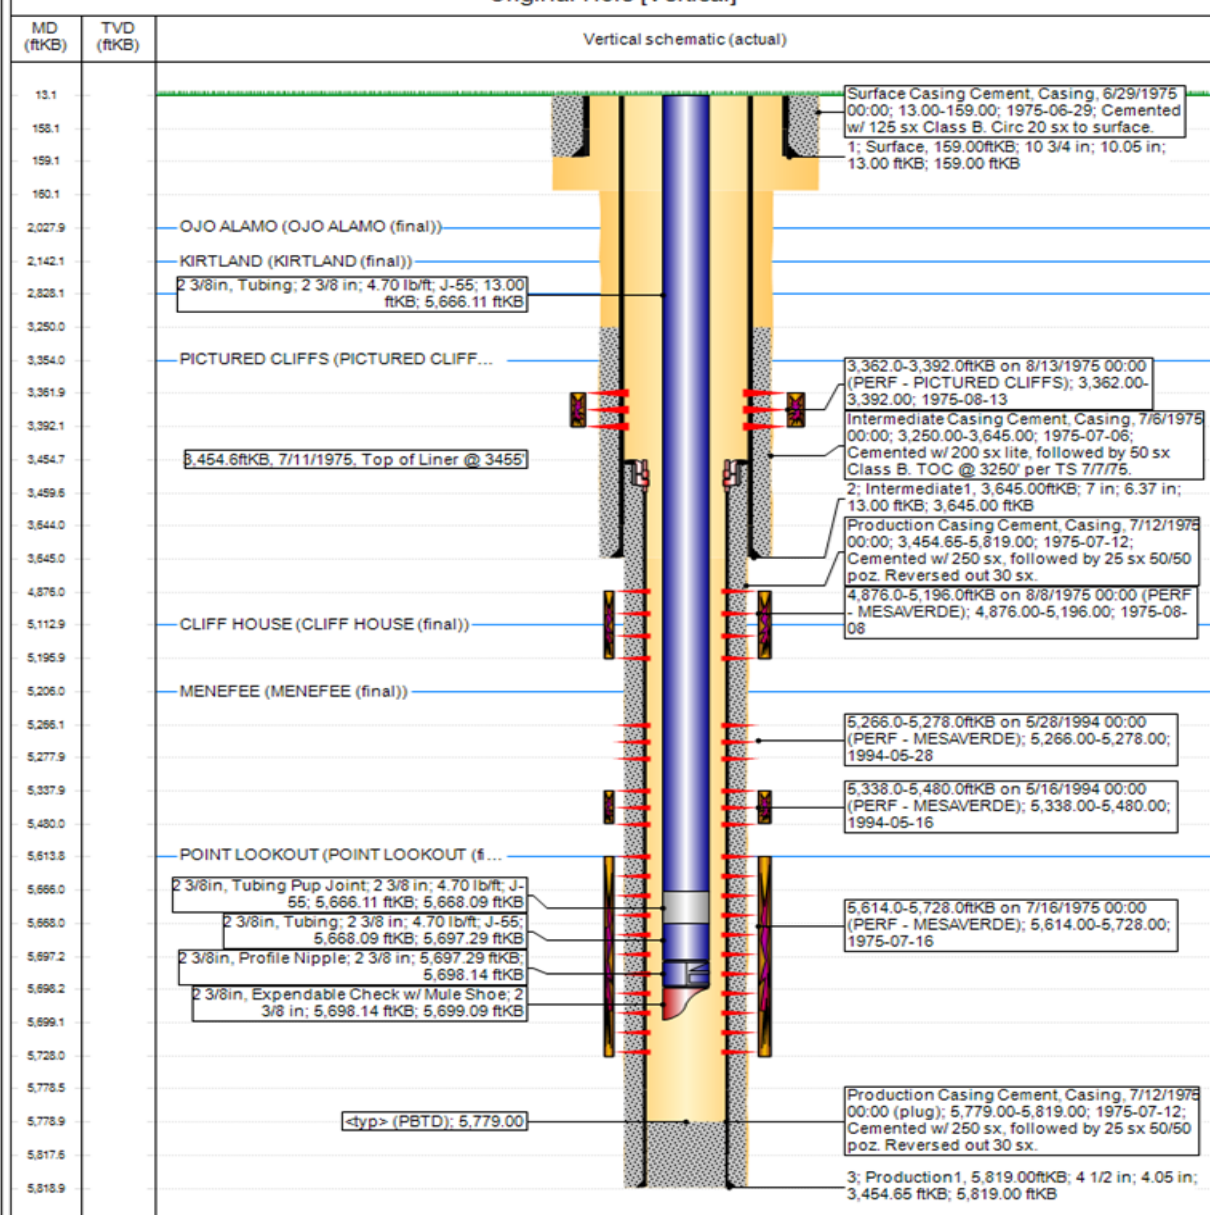 MD
(ftKB)
TVD
(ftKB)
Vertical schematic (actual)
13.1
158.1
159.1
160.1
2,027.9
2,142.1
2,828.1
3,250.0
3,354.0
3,361.9
3,392.1
3,454.7
3,459.6
3,644.0
3,645.0
4,876.0
5,112.9
5,195.9
5,206.0
5,266.1
5,277.9
5,337.9
5,480.0
5,613.8
5,666.0
5,668.0
5,697.2
5,698.2
5,699.1
5,728.0
5,778.5
5,778.9
5,817.6
5,818.9
OJO ALAMO (OJO ALAMO (final))
KIRTLAND (KIRTLAND (final))
2 3/8in, Tubing; 2 3/8 in; 4.70 lb/ft; J-55; 13.00
ftKB; 5,666.11 ftKB
PICTURED CLIFFS (PICTURED CLIFF...
3,454.6ftKB, 7/11/1975, Top of Liner @ 3455'
CLIFF HOUSE (CLIFF HOUSE (final))
MENEFEE (MENEFEE (final))
POINT LOOKOUT (POINT LOOKOUT (fi...
2 3/8in, Tubing Pup Joint; 2 3/8 in; 4.70 lb/ft; J-
55; 5,666.11 ftKB; 5,668.09 ftKB
2 3/8in, Tubing; 2 3/8 in; 4.70 lb/ft; J-55;
5,668.09 ftKB; 5,697.29 ftKB
2 3/8in, Profile Nipple; 2 3/8 in; 5,697.29 ftKB;
5,698.14 ftKB
2 3/8in, Expendable Check w/ Mule Shoe; 2
3/8 in; 5,698.14 ftKB; 5,699.09 ftKB
<typ> (PBTD); 5,779.00
Surface Casing Cement, Casing, 6/29/1975
00:00; 13.00-159.00; 1975-06-29; Cemented
w/ 125 sx Class B. Circ 20 sx to surface.
1; Surface, 159.00ftKB; 10 3/4 in; 10.05 in;
13.00 ftKB; 159.00 ftKB
3,362.0-3,392.0ftKB on 8/13/1975 00:00
(PERF - PICTURED CLIFFS); 3,362.00-
3,392.00; 1975-08-13
Intermediate Casing Cement, Casing, 7/6/1975
00:00; 3,250.00-3,645.00; 1975-07-06;
Cemented w/ 200 sx lite, followed by 50 sx
Class B. TOC @ 3250' per TS 7/7/75.
2; Intermediate1, 3,645.00ftKB; 7 in; 6.37 in;
13.00 ftKB; 3,645.00 ftKB
Production Casing Cement, Casing, 7/12/1975
00:00; 3,454.65-5,819.00; 1975-07-12;
Cemented w/ 250 sx, followed by 25 sx 50/50
poz. Reversed out 30 sx.
4,876.0-5,196.0ftKB on 8/8/1975 00:00 (PERF
- MESAVERDE); 4,876.00-5,196.00; 1975-08-
08
5,266.0-5,278.0ftKB on 5/28/1994 00:00
(PERF - MESAVERDE); 5,266.00-5,278.00;
1994-05-28
5,338.0-5,480.0ftKB on 5/16/1994 00:00
(PERF - MESAVERDE); 5,338.00-5,480.00;
1994-05-16
5,614.0-5,728.0ftKB on 7/16/1975 00:00
(PERF - MESAVERDE); 5,614.00-5,728.00;
1975-07-16
Production Casing Cement, Casing, 7/12/1975
00:00 (plug); 5,779.00-5,819.00; 1975-07-12;
Cemented w/ 250 sx, followed by 25 sx 50/50
poz. Reversed out 30 sx.
3; Production1, 5,819.00ftKB; 4 1/2 in; 4.05 in;
3,454.65 ftKB; 5,819.00 ftKB